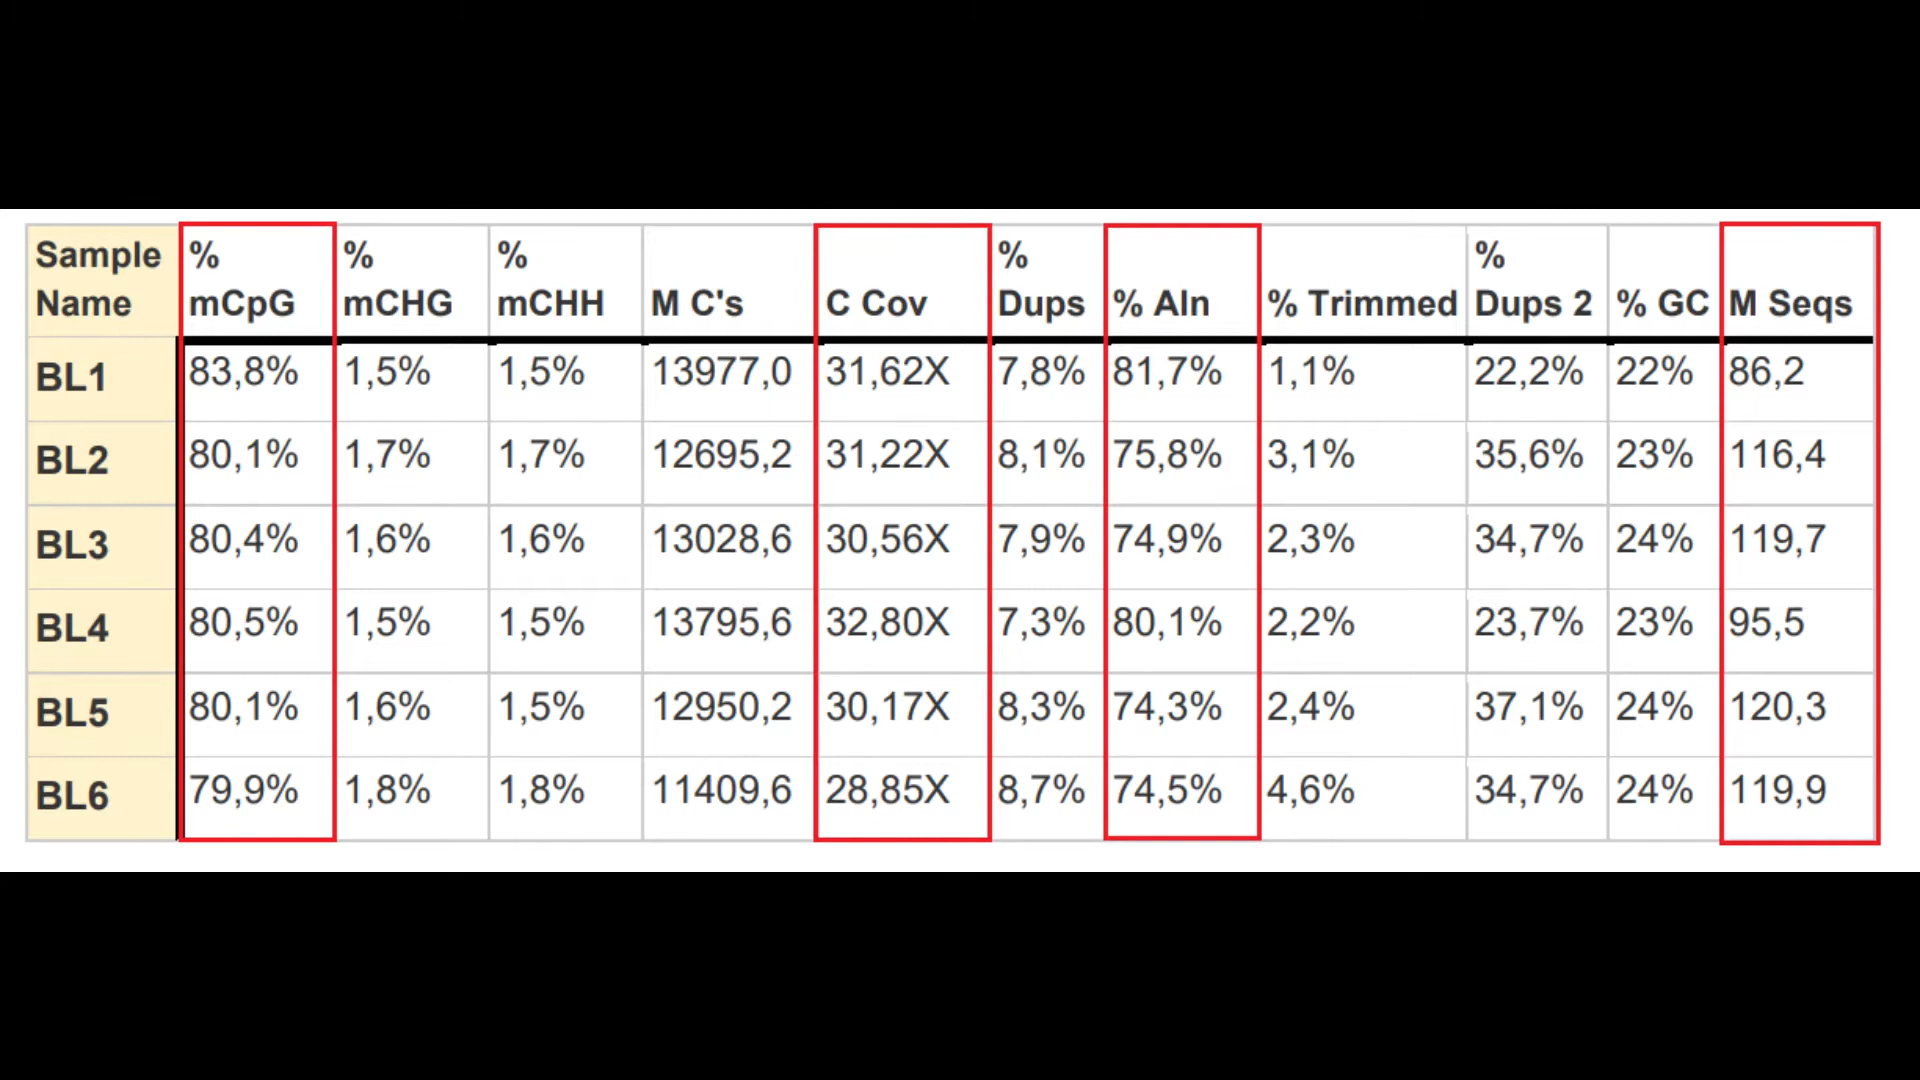 Sample Name | % mCpG | % mCHG | % mCHH | M C's | C Cov | % Dups | % Aln | % Trimmed | % Dups 2 | % GC | M Seqs
BL1 | 83,8% | 1,5% | 1,5% | 13977,0 | 31,62X | 7,8% | 81,7% | 1,1% | 22,2% | 22% | 86,2
BL2 | 80,1% | 1,7% | 1,7% | 12695,2 | 31,22X | 8,1% | 75,8% | 3,1% | 35,6% | 23% | 116,4
BL3 | 80,4% | 1,6% | 1,6% | 13028,6 | 30,56X | 7,9% | 74,9% | 2,3% | 34,7% | 24% | 119,7
BL4 | 80,5% | 1,5% | 1,5% | 13795,6 | 32,80X | 7,3% | 80,1% | 2,2% | 23,7% | 23% | 95,5
BL5 | 80,1% | 1,6% | 1,5% | 12950,2 | 30,17X | 8,3% | 74,3% | 2,4% | 37,1% | 24% | 120,3
BL6 | 79,9% | 1,8% | 1,8% | 11409,6 | 28,85X | 8,7% | 74,5% | 4,6% | 34,7% | 24% | 119,9